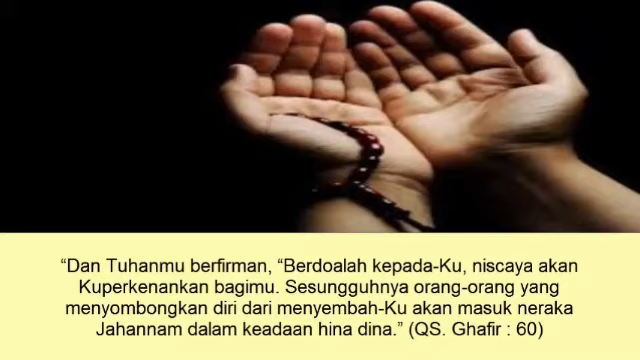 “Dan Tuhanmu berfirman, “Berdoalah kepada-Ku, niscaya akan
Kuperkenankan bagimu. Sesungguhnya orang-orang yang
menyombongkan diri dari menyembah-Ku akan masuk neraka
Jahannam dalam keadaan hina dina.” (QS. Ghafir : 60)